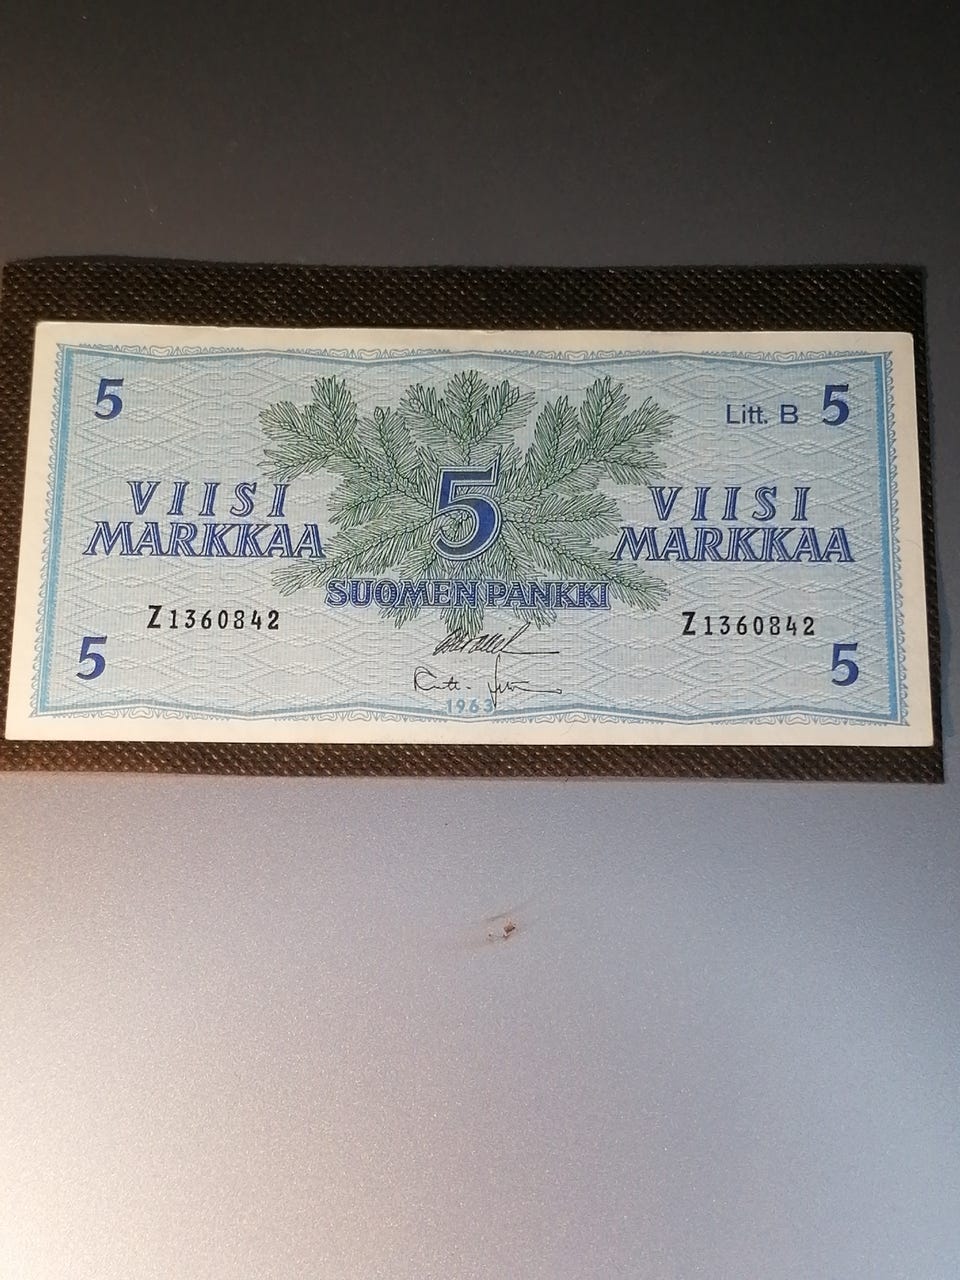 5
Litt. B 5
VIISI MARKKAA
5
VIISI MARKKAA
SUOMEN PANKKI
Z1360842
Z1360842
5
5
1963